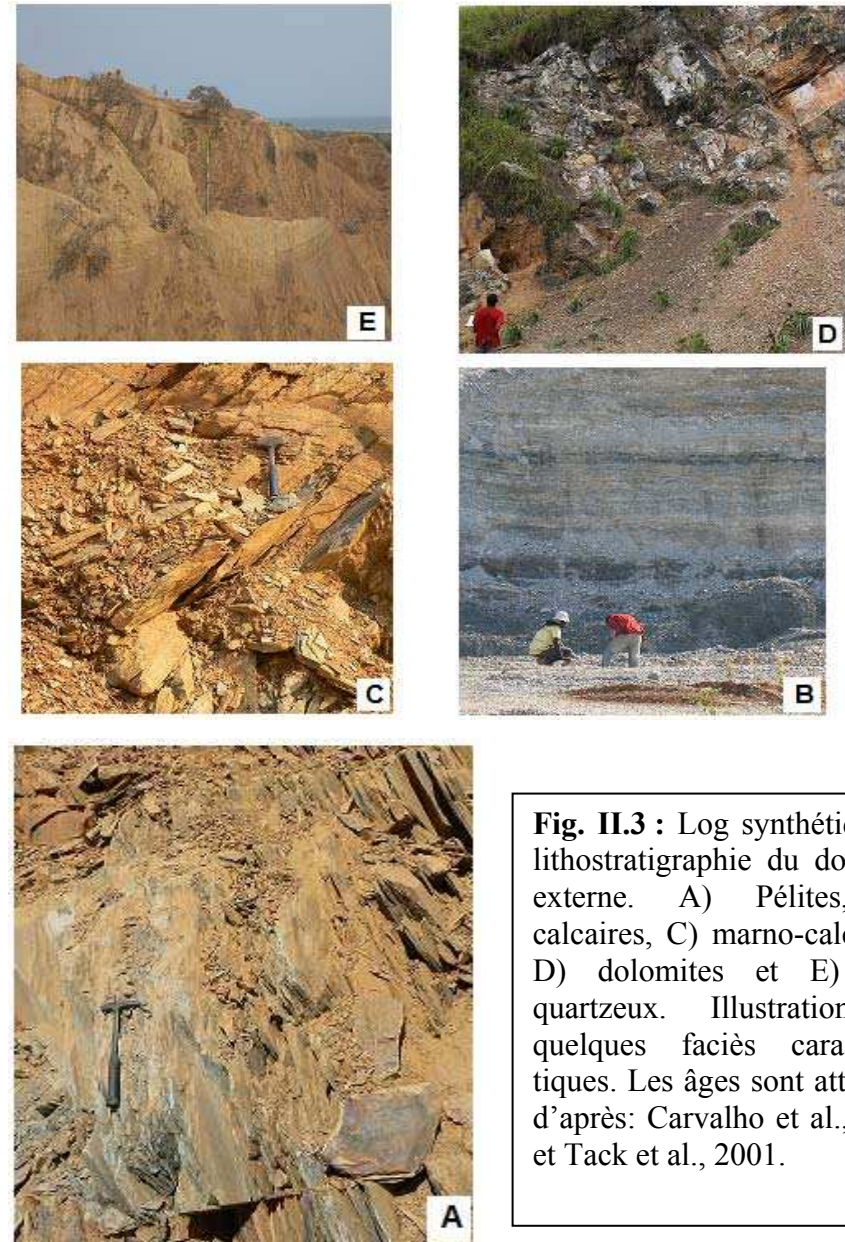 E
D
C
B
A
Fig. II.3 : Log synthétic
lithostratigraphie du do
externe. A) Pélites,
calcaires, C) marno-cal
D) dolomites et E)
quartzeux. Illustration
quelques faciès cara
tiques. Les âges sont att
d’après: Carvalho et al.,
et Tack et al., 2001.